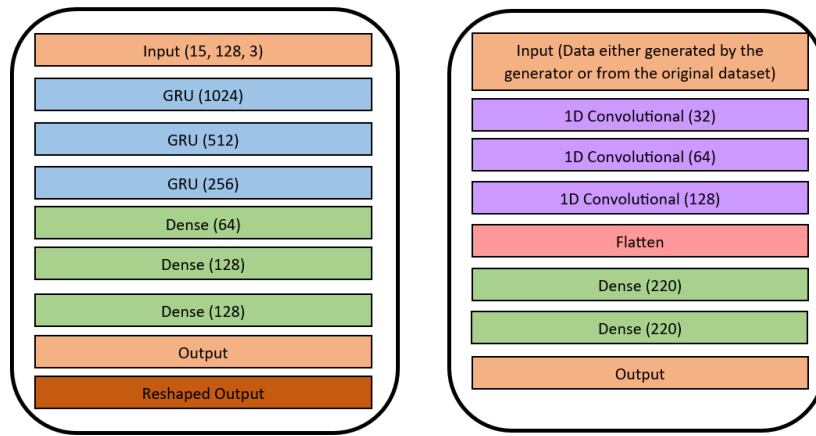 Input (15, 128, 3)
GRU (1024)
GRU (512)
GRU (256)
Dense (64)
Dense (128)
Dense (128)
Output
Reshaped Output
Input (Data either generated by the
generator or from the original dataset)
1D Convolutional (32)
1D Convolutional (64)
1D Convolutional (128)
Flatten
Dense (220)
Dense (220)
Output